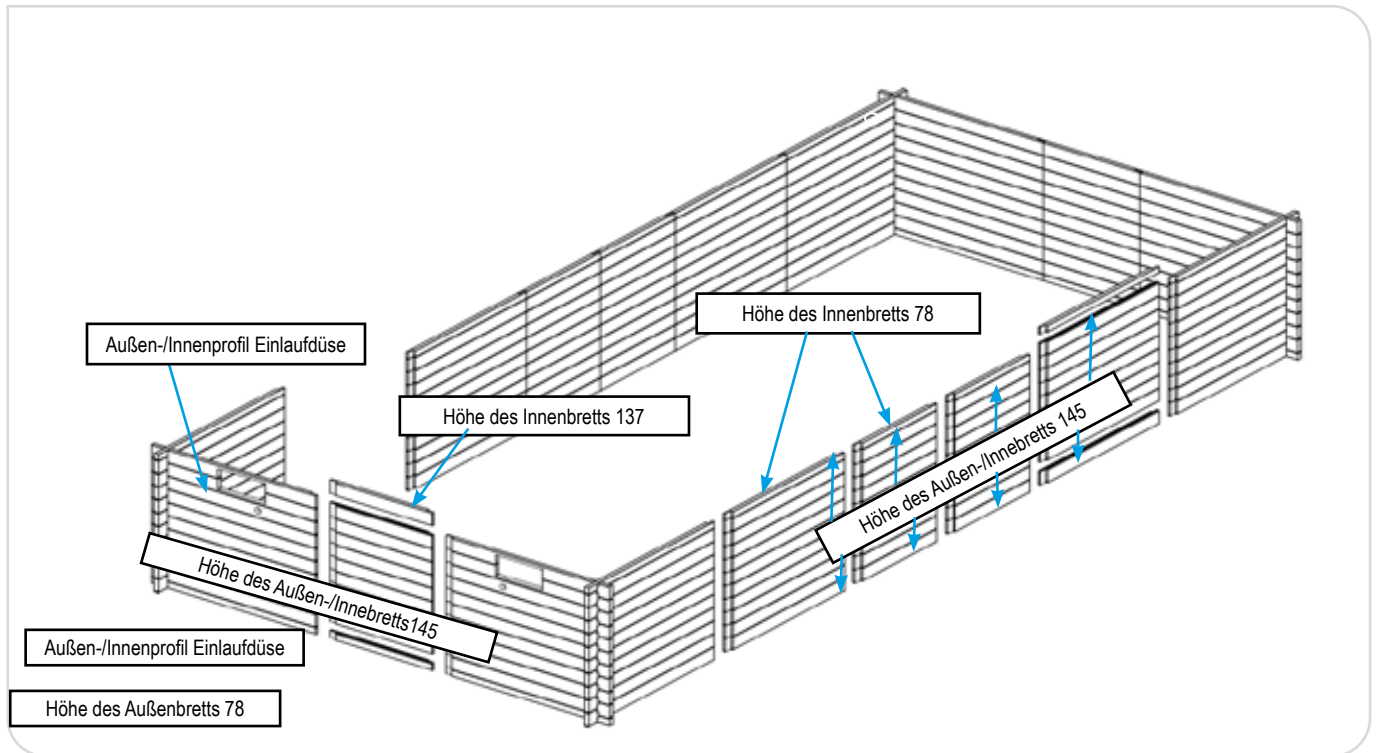 Höhe des Innenbretts 78
Außen-/Innenprofil Einlaufdüse
Höhe des Innenbretts 137
Höhe des Außen-/Innebretts 145
Höhe des Außen-/Innebretts145
Außen-/Innenprofil Einlaufdüse
Höhe des Außenbretts 78